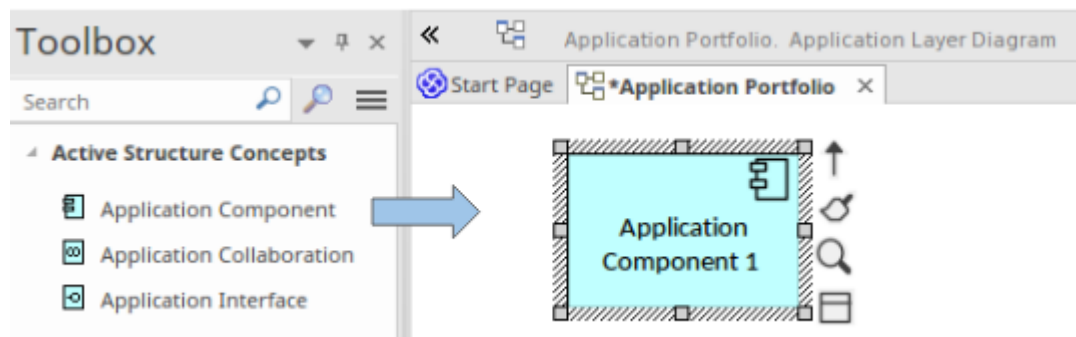 Toolbox
Search
Active Structure Concepts
Application Component
Application Collaboration
Application Interface
Application Portfolio. Application Layer Diagram
Start Page
*Application Portfolio
Application
Component 1